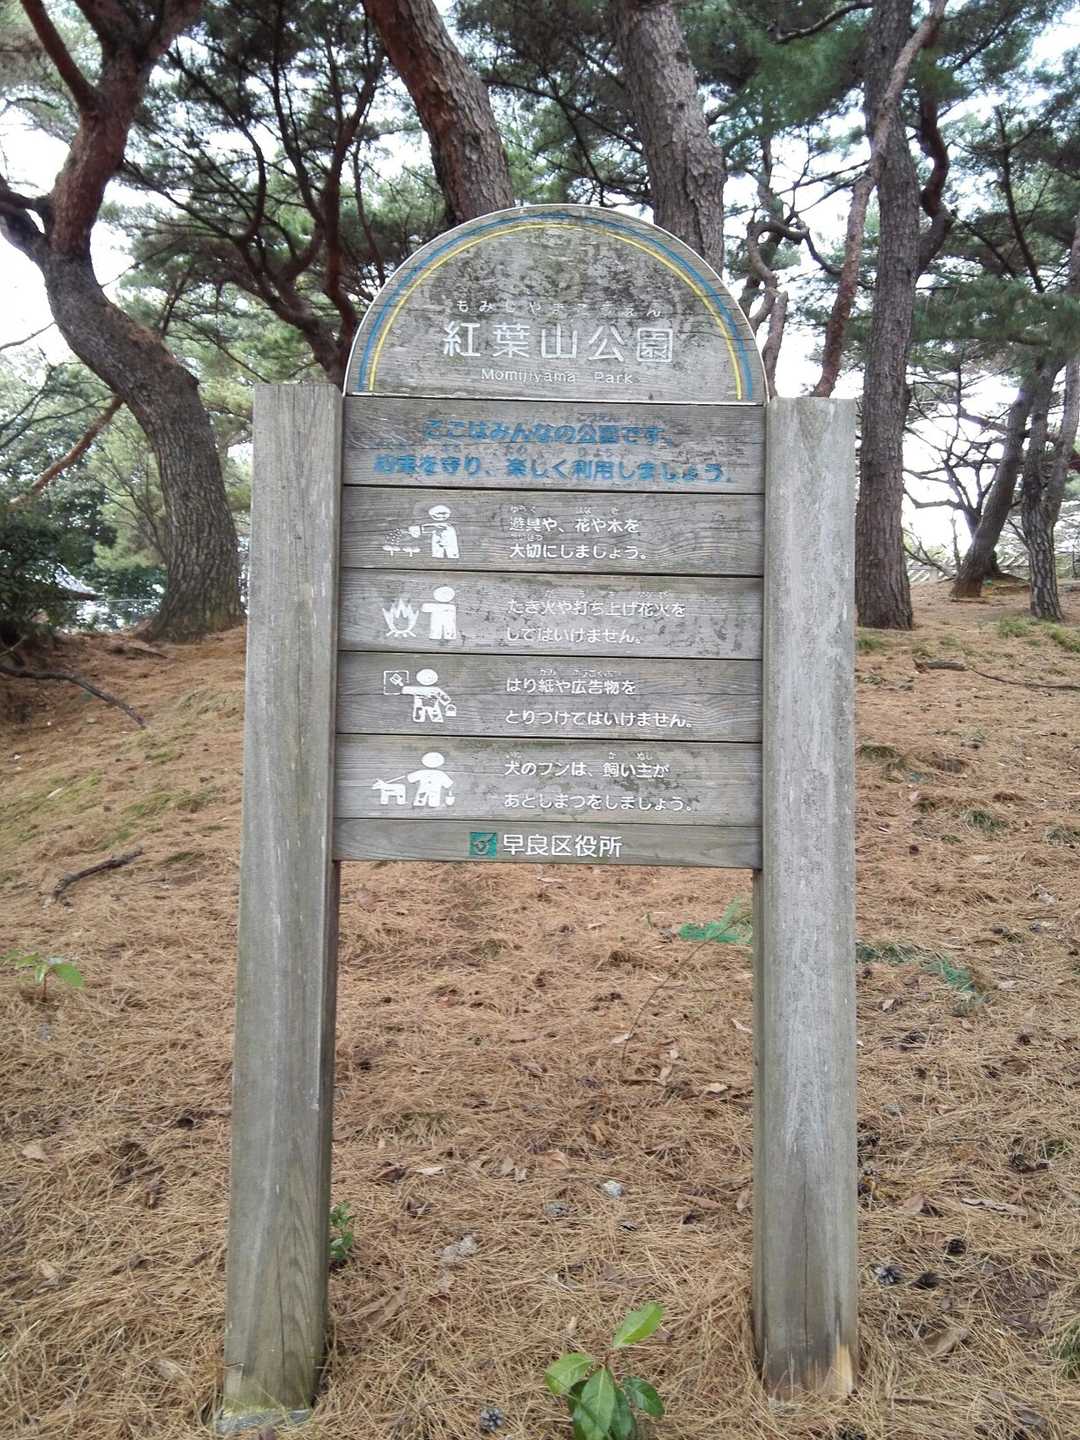 もみじやまこうえん
紅葉山公園
Momijiyama Park
ここはみんなの公園です。
約束を守り、楽しく利用しましょう。
遊具や、花や木を
大切にしましょう。
たき火や打ち上げ花火を
してはいけません。
はり紙や広告物を
とりつけてはいけません。
犬のフンは、飼い主が
あとしまつをしましょう。
早良区役所